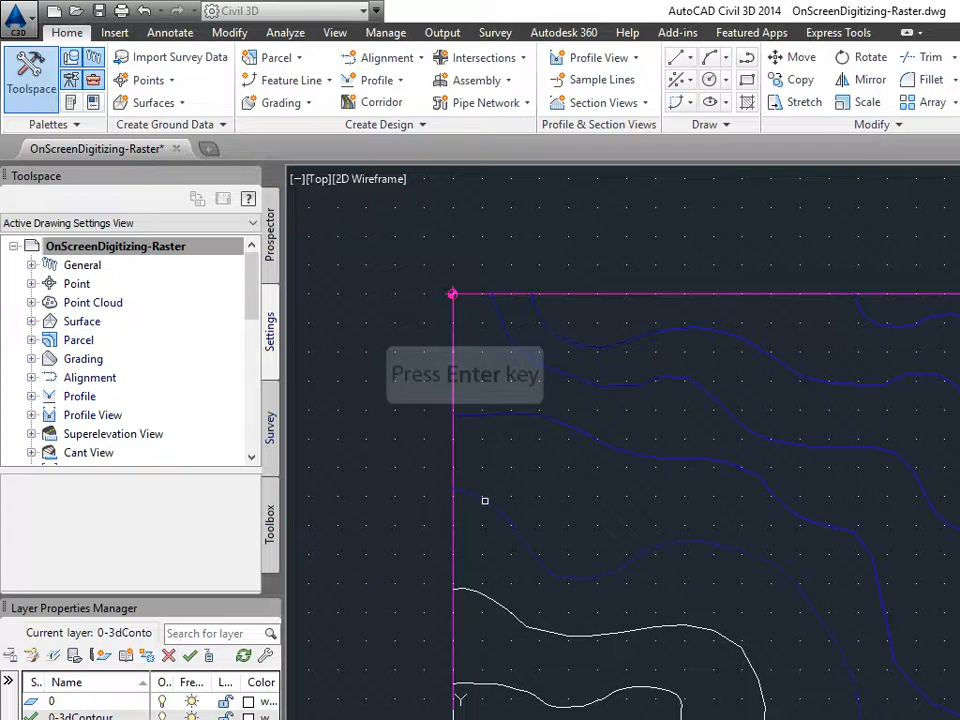 C3D
Civil 3D
AutoCAD Civil 3D 2014 OnScreenDigitizing-Raster.dwg
Home Insert Annotate Modify Analyze View Manage Output Survey Autodesk 360 Help Add-ins Featured Apps Express Tools
Toolspace
Import Survey Data
Points
Surfaces
Parcel
Feature Line
Grading
Alignment
Profile
Corridor
Intersections
Assembly
Pipe Network
Profile View
Sample Lines
Section Views
Move
Copy
Stretch
Rotate
Mirror
Scale
Trim
Fillet
Array
Palettes Create Ground Data Create Design Profile & Section Views Draw Modify
OnScreenDigitizing-Raster*
Toolspace
[−][Top][2D Wireframe]
Active Drawing Settings View
OnScreenDigitizing-Raster
General
Point
Point Cloud
Surface
Parcel
Grading
Alignment
Profile
Profile View
Superelevation View
Cant View
Prospector
Settings
Survey
Toolbox
Press Enter key
Layer Properties Manager
Current layer: 0-3dConto Search for layer
S.. Name O. Fre... L... Color
0 w...
0-3dContour
Y